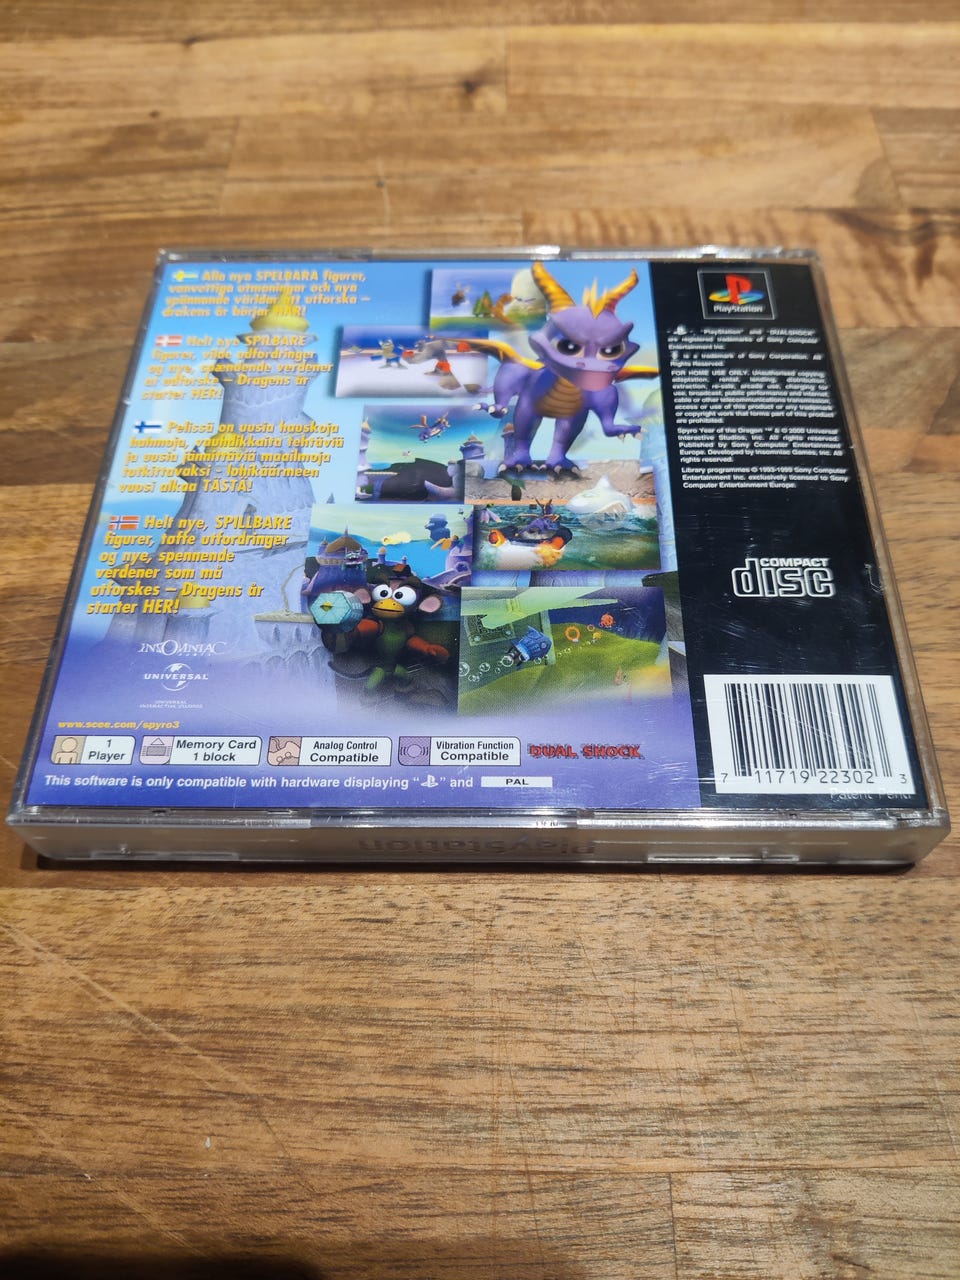 Alla nya SPELBARA figurer,
vanvettiga utmaningar och nya
spännande världar att utforska –
drakens år börjar HÄR!
Helt nye SPILBARE
figurer, vilde udfordringer
og nye, spændende verdener
at udforske – Dragens år
starter HER!
Pelissä on uusia hauskoja
hahmoja, vauhdikkaita tehtäviä
ja uusia jännittäviä maailmoja
tutkittavaksi - lohikäärmeen
vuosi alkaa TÄSTÄ!
Helt nye, SPILLBARE
figurer, tøffe utfordringer
og nye, spennende
verdener som må
utforskes – Dragens år
starter HER!
INSOMNIAC
GAMES
UNIVERSAL
UNIVERSAL
INTERACTIVE STUDIOS
www.scee.com/spyro3
1
Player
Memory Card
1 block
Analog Control
Compatible
Vibration Function
Compatible
DUAL SHOCK
This software is only compatible with hardware displaying " " and PAL
PlayStation
" ", "PlayStation" and "DUALSHOCK"
are registered trademarks of Sony Computer
Entertainment Inc.
" " is a trademark of Sony Corporation. All
Rights Reserved.
FOR HOME USE ONLY. Unauthorised copying,
adaptation, rental, lending, distribution,
extraction, re-sale, arcade use, charging for
use, broadcast, public performance and internet,
cable or other telecommunications transmission,
access or use of this product or any trademark
or copyright work that forms part of this product
are prohibited.
Spyro Year of the Dragon ™ & © 2000 Universal
Interactive Studios, Inc. All rights reserved.
Published by Sony Computer Entertainment
Europe. Developed by Insomniac Games, Inc. All
rights reserved.
Library programmes © 1993-1999 Sony Computer
Entertainment Inc. exclusively licensed to Sony
Computer Entertainment Europe.
COMPACT
disc
7 11719 22302 3
Patent Pend
PlayStation